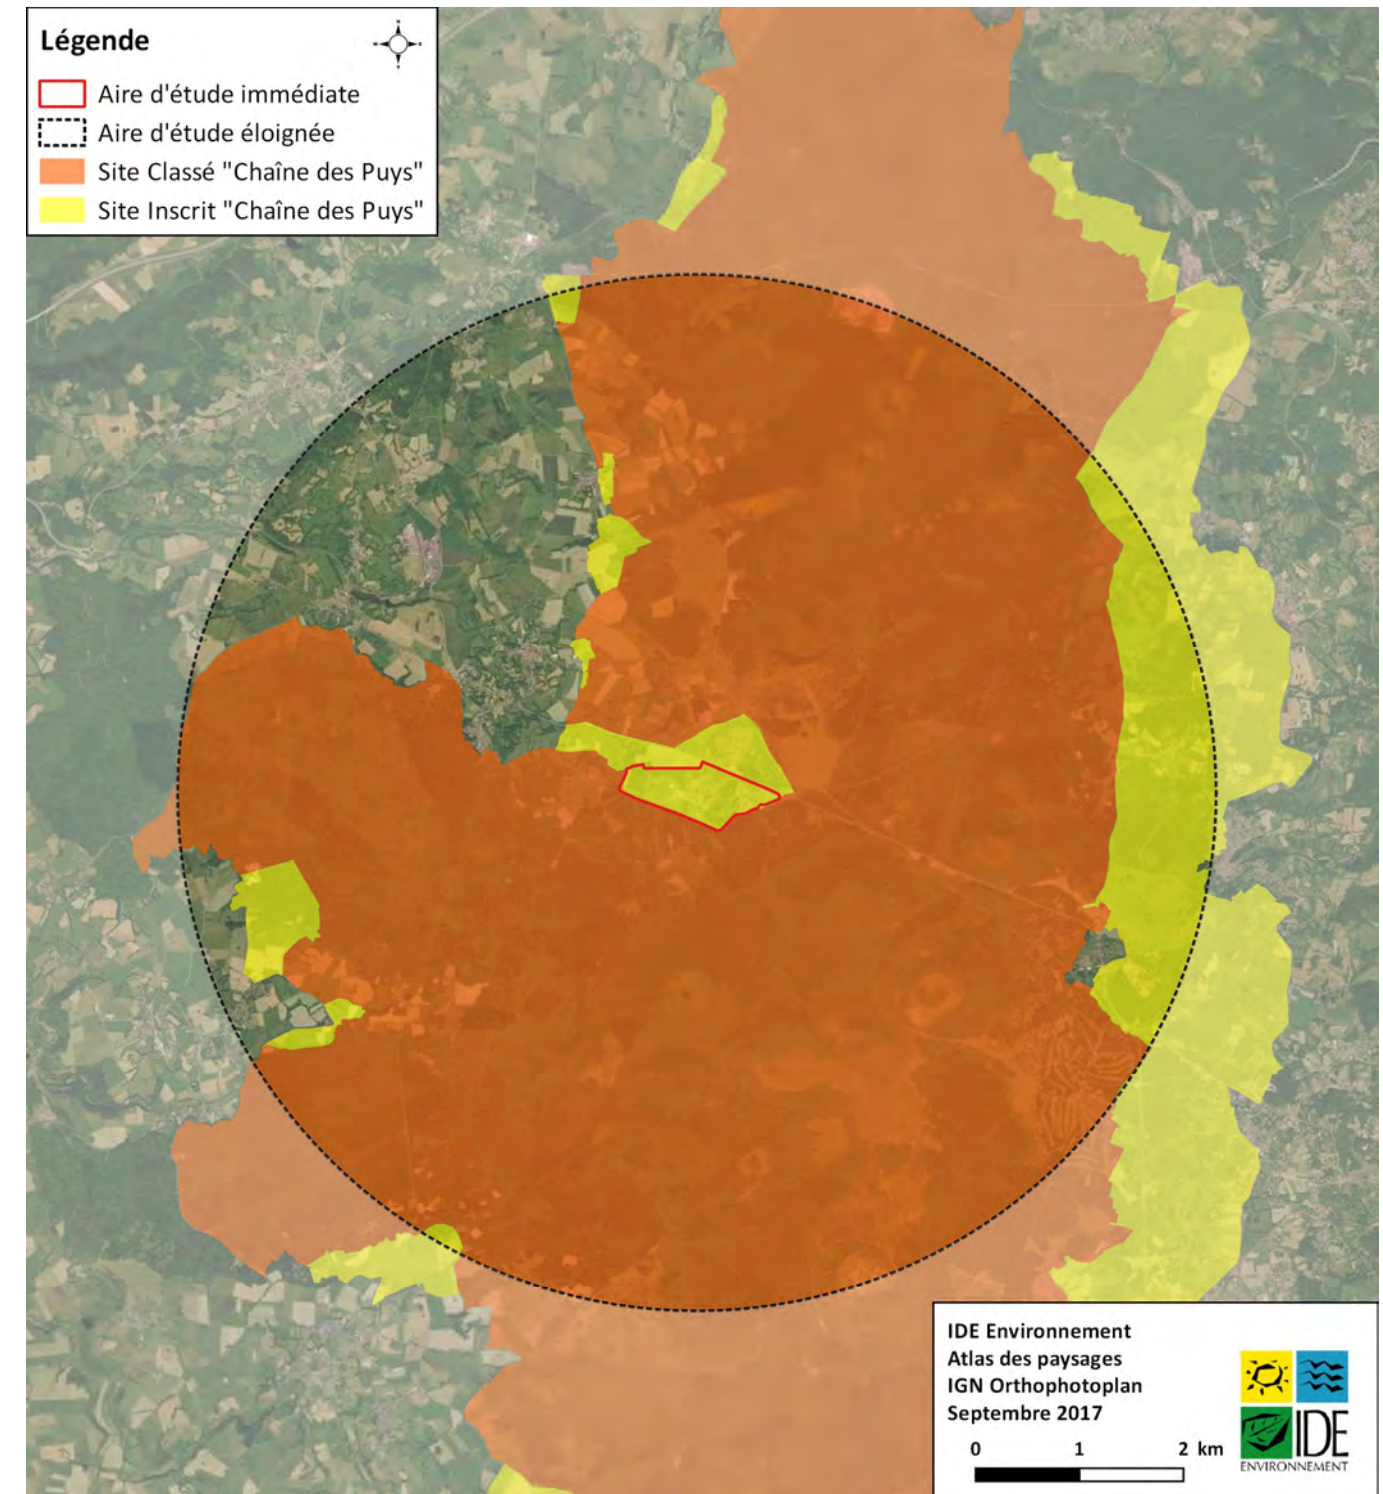 Légende
Aire d'étude immédiate
Aire d'étude éloignée
Site Classé "Chaîne des Puys"
Site Inscrit "Chaîne des Puys"
IDE Environnement
Atlas des paysages
IGN Orthophotoplan
Septembre 2017
0 1 2 km
IDE
ENVIRONNEMENT